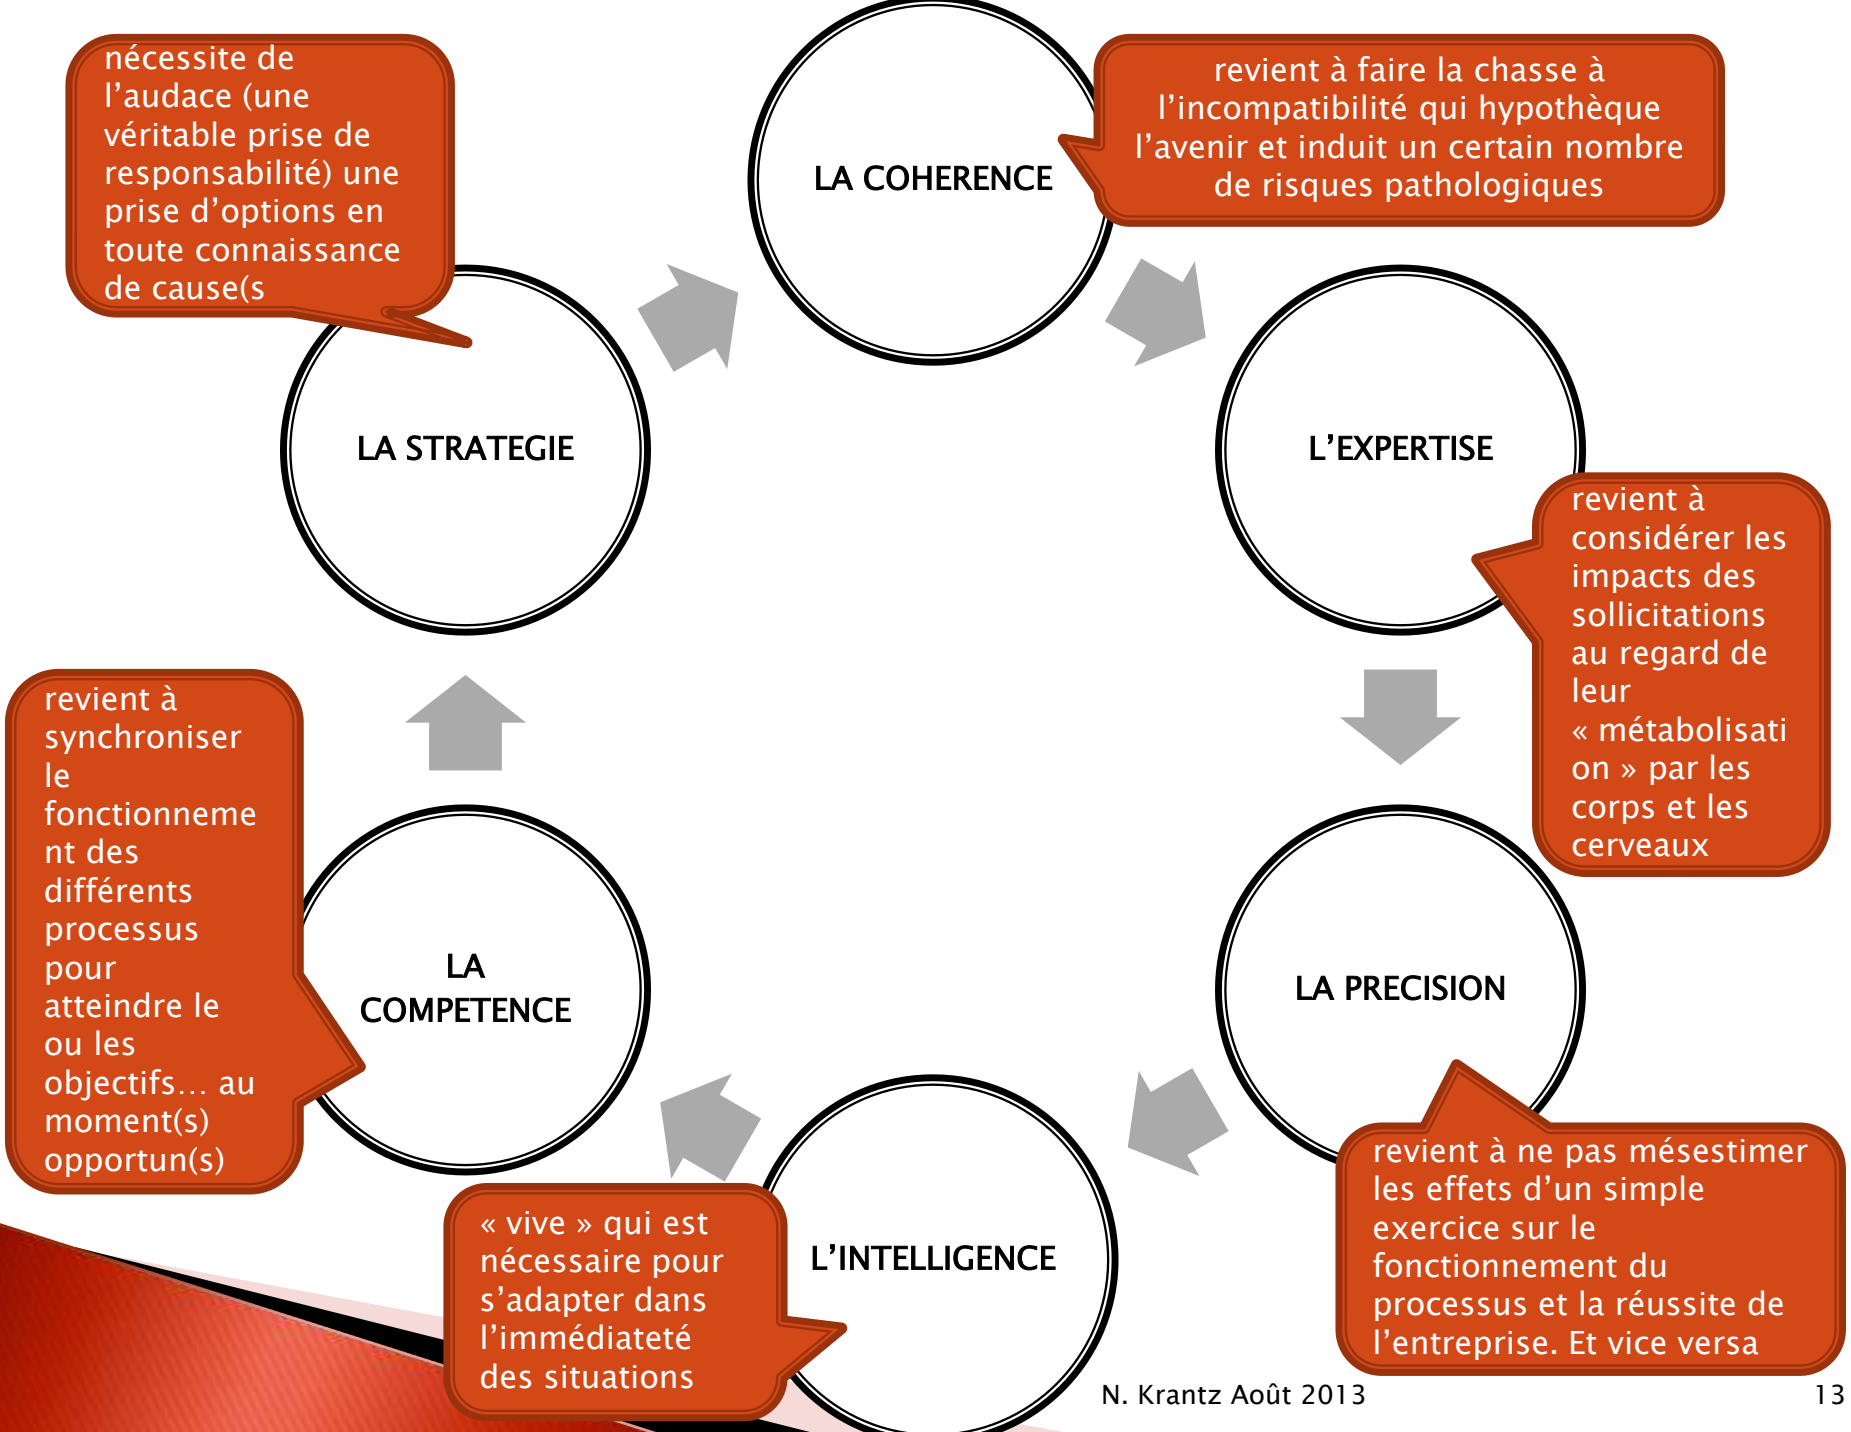 nécessite de
l’audace (une
véritable prise de
responsabilité) une
prise d’options en
toute connaissance
de cause(s
LA COHERENCE
revient à faire la chasse à
l’incompatibilité qui hypothèque
l’avenir et induit un certain nombre
de risques pathologiques
LA STRATEGIE
L’EXPERTISE
revient à
considérer les
impacts des
sollicitations
au regard de
leur
« métabolisati
on » par les
corps et les
cerveaux
revient à
synchroniser
le
fonctionneme
nt des
différents
processus
pour
atteindre le
ou les
objectifs… au
moment(s)
opportun(s)
LA
COMPETENCE
LA PRECISION
revient à ne pas mésestimer
les effets d’un simple
exercice sur le
fonctionnement du
processus et la réussite de
l’entreprise. Et vice versa
« vive » qui est
nécessaire pour
s’adapter dans
l’immédiateté
des situations
L’INTELLIGENCE
N. Krantz Août 2013
13